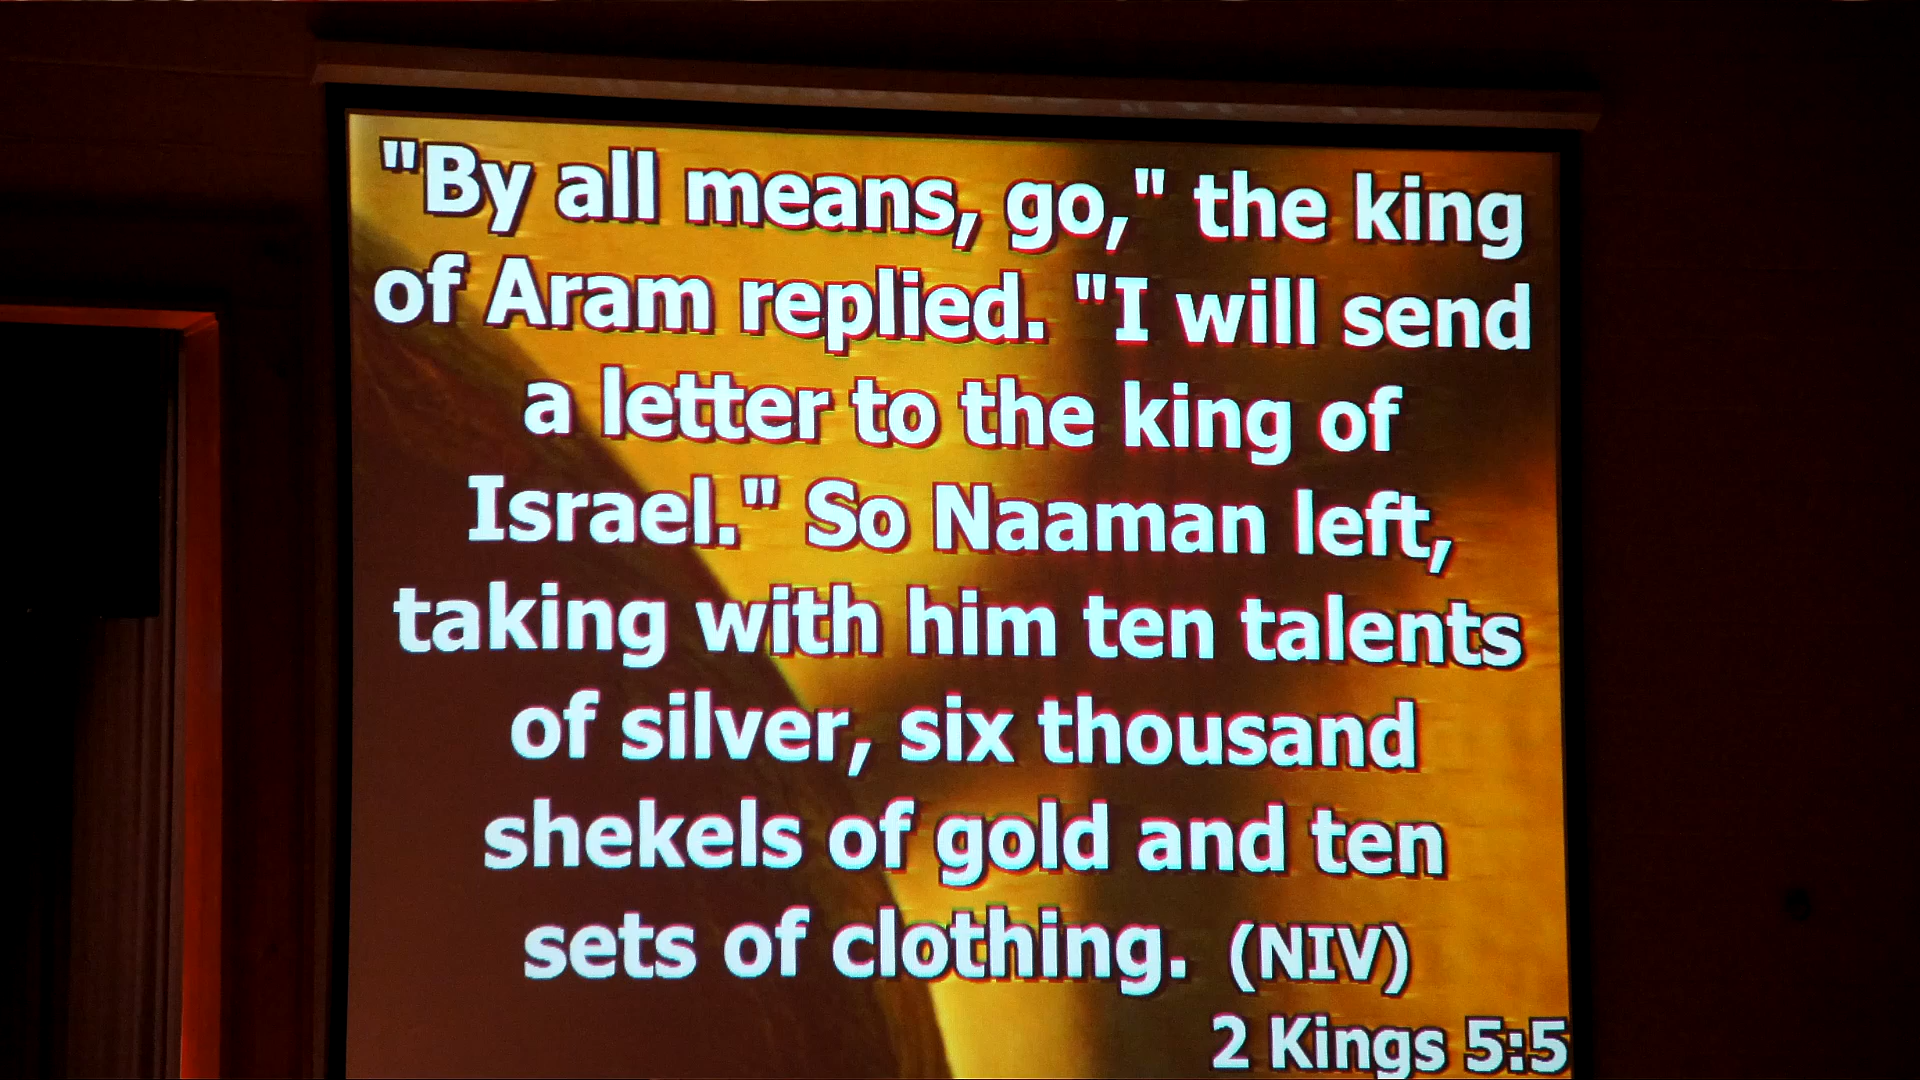 "By all means, go," the king
of Aram replied. "I will send
a letter to the king of
Israel." So Naaman left,
taking with him ten talents
of silver, six thousand
shekels of gold and ten
sets of clothing. (NIV)
2 Kings 5:5